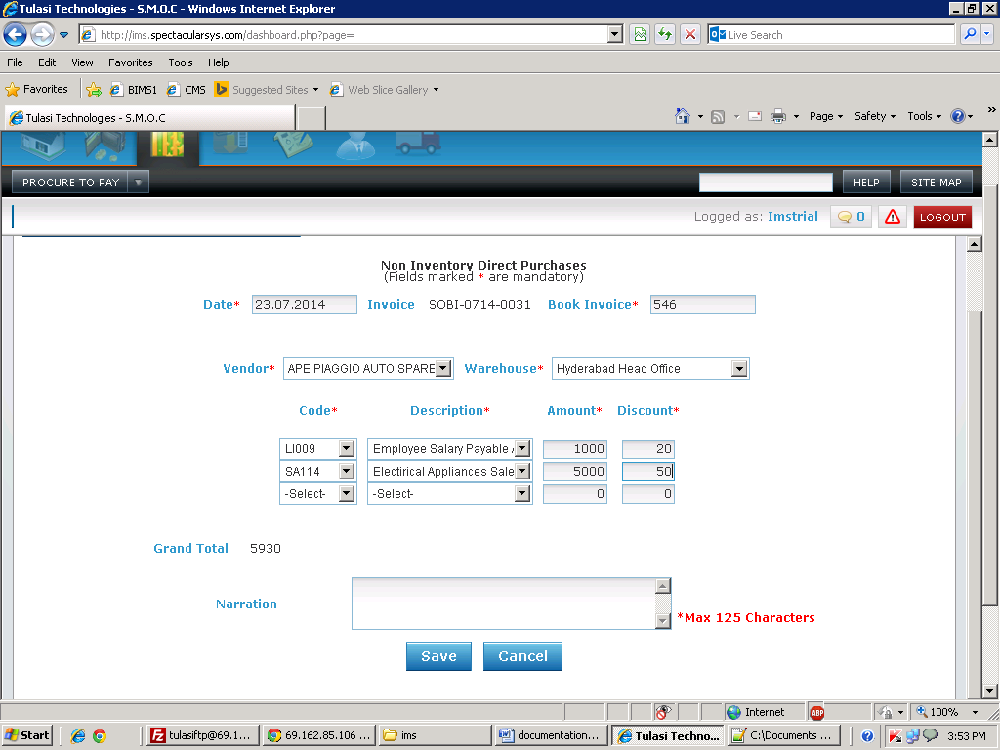 Tulasi Technologies - S.M.O.C - Windows Internet Explorer
http://ims.spectacularsys.com/dashboard.php?page=
Live Search
File Edit View Favorites Tools Help
Favorites BIMS1 CMS Suggested Sites Web Slice Gallery
Tulasi Technologies - S.M.O.C
Page Safety Tools »
PROCURE TO PAY HELP SITE MAP
Logged as: Imstrial 0 LOGOUT
Non Inventory Direct Purchases
(Fields marked * are mandatory)
Date* 23.07.2014 Invoice SOBI-0714-0031 Book Invoice* 546
Vendor* APE PIAGGIO AUTO SPARE Warehouse* Hyderabad Head Office
Code* Description* Amount* Discount*
LI009 Employee Salary Payable 1000 20
SA114 Electirical Appliances Sale 5000 50
-Select- -Select- 0 0
Grand Total 5930
Narration
*Max 125 Characters
Save Cancel
Internet ABP 100%
Start tulasiftp@69.1... 69.162.85.106 ... ims documentation... Tulasi Techno... C:\Documents ... 3:53 PM